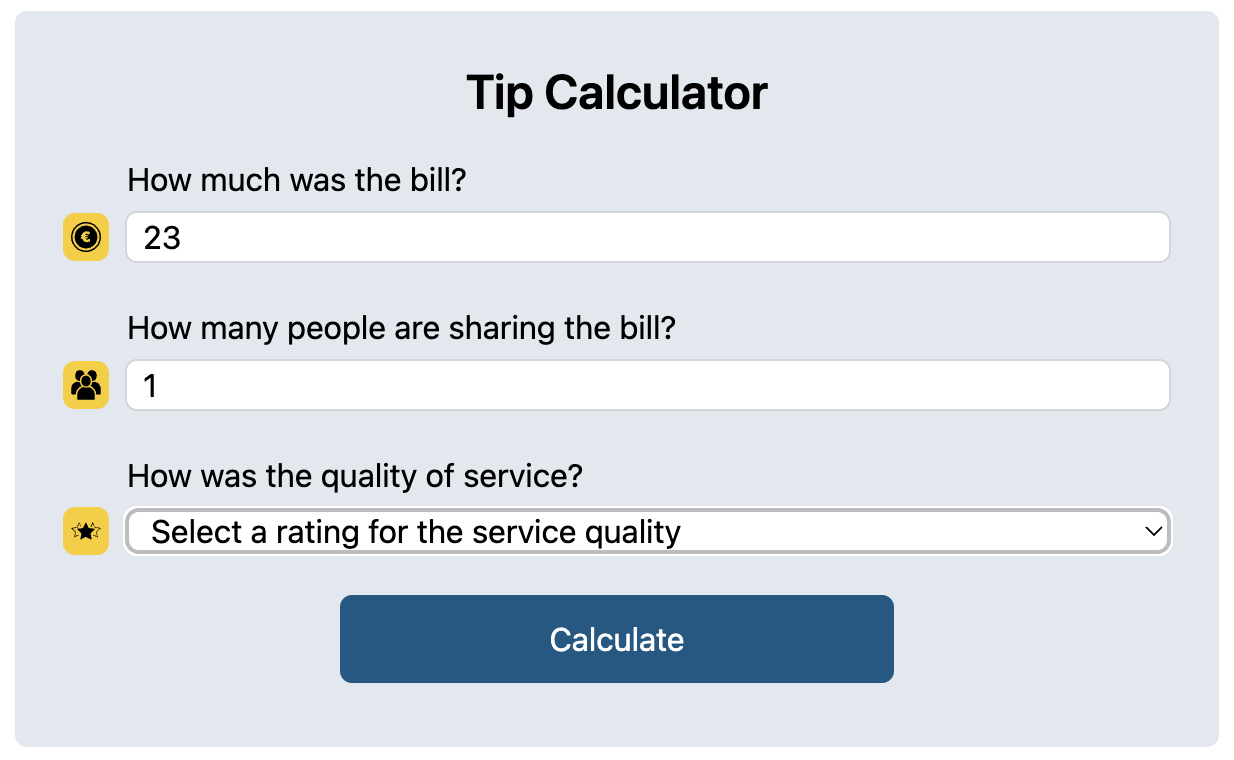 Tip Calculator
How much was the bill?
€
23
How many people are sharing the bill?
1
How was the quality of service?
Select a rating for the service quality
Calculate